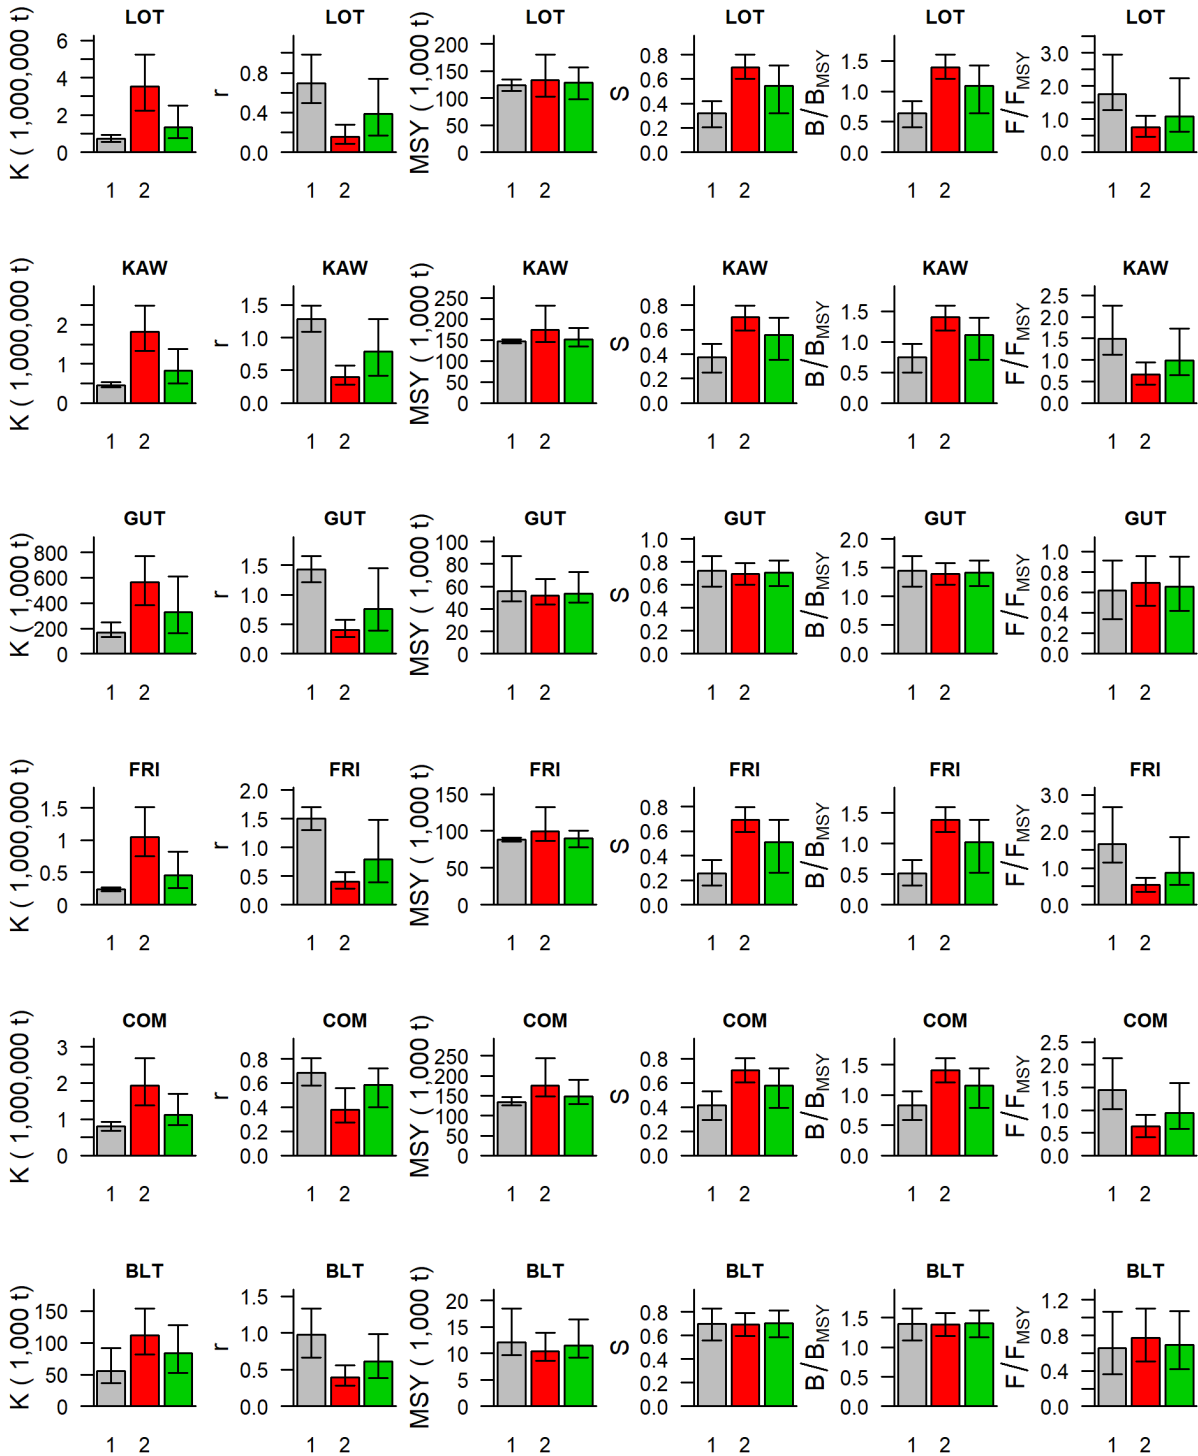 LOT LOT LOT LOT LOT LOT
K ( 1,000,000 t) 6 4 2 0 1 2
r 0.8 0.4 0.0 1 2
MSY ( 1,000 t) 200 150 100 50 0 1 2
S 0.8 0.6 0.4 0.2 0.0 1 2
B/BMSY 1.5 1.0 0.5 0.0 1 2
F/FMSY 3.0 2.0 1.0 0.0 1 2
KAW KAW KAW KAW KAW KAW
K ( 1,000,000 t) 2 1 0 1 2
r 1.5 1.0 0.5 0.0 1 2
MSY ( 1,000 t) 250 200 150 100 50 0 1 2
S 0.8 0.6 0.4 0.2 0.0 1 2
B/BMSY 1.5 1.0 0.5 0.0 1 2
F/FMSY 2.5 2.0 1.5 1.0 0.5 0.0 1 2
GUT GUT GUT GUT GUT GUT
K ( 1,000 t) 800 600 400 200 0 1 2
r 1.5 1.0 0.5 0.0 1 2
MSY ( 1,000 t) 100 80 60 40 20 0 1 2
S 1.0 0.8 0.6 0.4 0.2 0.0 1 2
B/BMSY 2.0 1.5 1.0 0.5 0.0 1 2
F/FMSY 1.0 0.8 0.6 0.4 0.2 0.0 1 2
FRI FRI FRI FRI FRI FRI
K ( 1,000,000 t) 1.5 1 0.5 0 1 2
r 2.0 1.5 1.0 0.5 0.0 1 2
MSY ( 1,000 t) 150 100 50 0 1 2
S 0.8 0.6 0.4 0.2 0.0 1 2
B/BMSY 1.5 1.0 0.5 0.0 1 2
F/FMSY 3.0 2.0 1.0 0.0 1 2
COM COM COM COM COM COM
K ( 1,000,000 t) 3 2 1 0 1 2
r 0.8 0.6 0.4 0.2 0.0 1 2
MSY ( 1,000 t) 250 200 150 100 50 0 1 2
S 0.8 0.6 0.4 0.2 0.0 1 2
B/BMSY 1.5 1.0 0.5 0.0 1 2
F/FMSY 2.5 2.0 1.5 1.0 0.5 0.0 1 2
BLT BLT BLT BLT BLT BLT
K ( 1,000 t) 150 100 50 0 1 2
r 1.5 1.0 0.5 0.0 1 2
MSY ( 1,000 t) 20 15 10 5 0 1 2
S 0.8 0.6 0.4 0.2 0.0 1 2
B/BMSY 1.5 1.0 0.5 0.0 1 2
F/FMSY 1.2 0.8 0.4 0.0 1 2